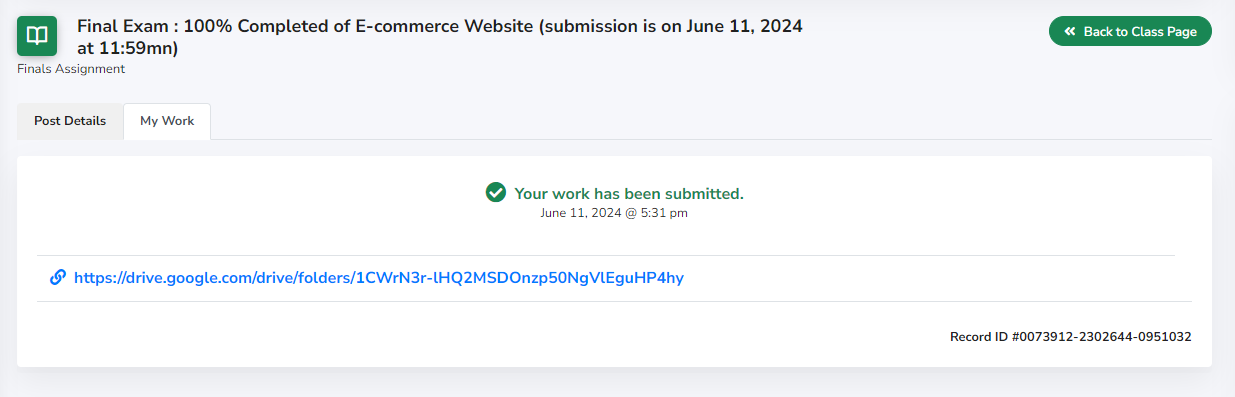 Final Exam : 100% Completed of E-commerce Website (submission is on June 11, 2024
at 11:59mn)
Back to Class Page
Finals Assignment
Post Details
My Work
Your work has been submitted.
June 11, 2024 @ 5:31 pm
https://drive.google.com/drive/folders/1CWrN3r-lHQ2MSDOnzp50NgVlEguHP4hy
Record ID #0073912-2302644-0951032